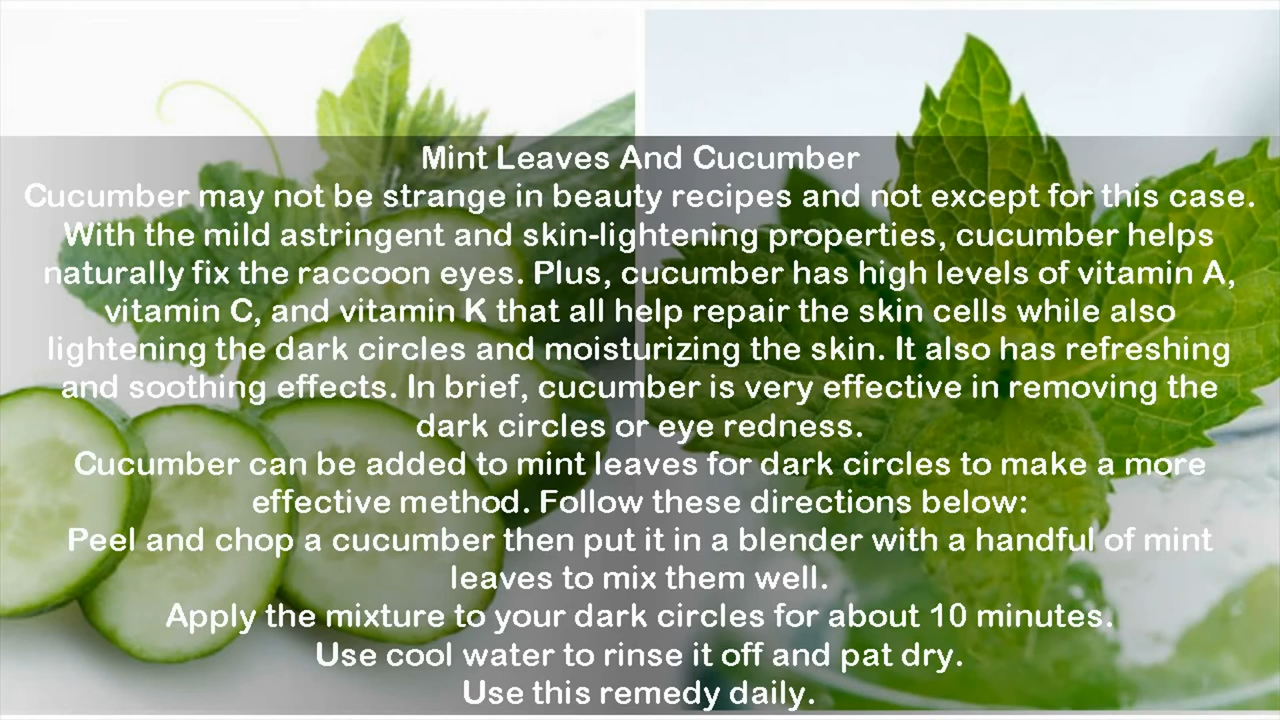 Mint Leaves And Cucumber
Cucumber may not be strange in beauty recipes and not except for this case.
With the mild astringent and skin-lightening properties, cucumber helps
naturally fix the raccoon eyes. Plus, cucumber has high levels of vitamin A,
vitamin C, and vitamin K that all help repair the skin cells while also
lightening the dark circles and moisturizing the skin. It also has refreshing
and soothing effects. In brief, cucumber is very effective in removing the
dark circles or eye redness.
Cucumber can be added to mint leaves for dark circles to make a more
effective method. Follow these directions below:
Peel and chop a cucumber then put it in a blender with a handful of mint
leaves to mix them well.
Apply the mixture to your dark circles for about 10 minutes.
Use cool water to rinse it off and pat dry.
Use this remedy daily.